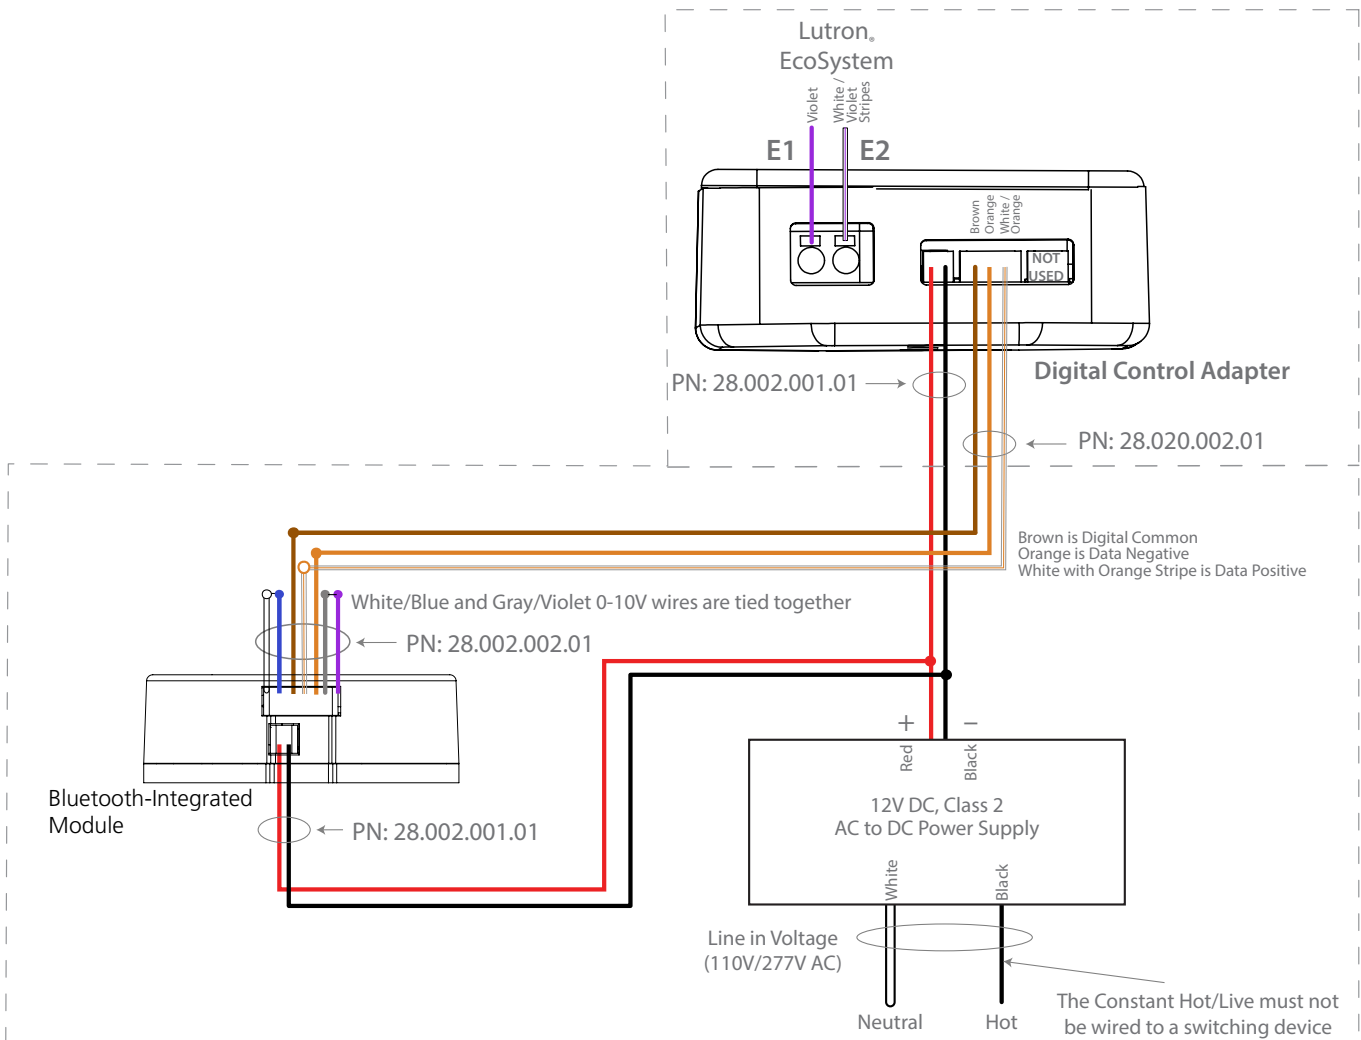 Lutron®
EcoSystem
Violet
White /
Violet
Stripes
E1
E2
Brown
Orange
White /
Orange
NOT
USED
Digital Control Adapter
PN: 28.002.001.01
PN: 28.020.002.01
Brown is Digital Common
Orange is Data Negative
White with Orange Stripe is Data Positive
White/Blue and Gray/Violet 0-10V wires are tied together
PN: 28.002.002.01
Bluetooth-Integrated
Module
PN: 28.002.001.01
+
–
Red
Black
12V DC, Class 2
AC to DC Power Supply
White
Black
Line in Voltage
(110V/277V AC)
Neutral
Hot
The Constant Hot/Live must not
be wired to a switching device